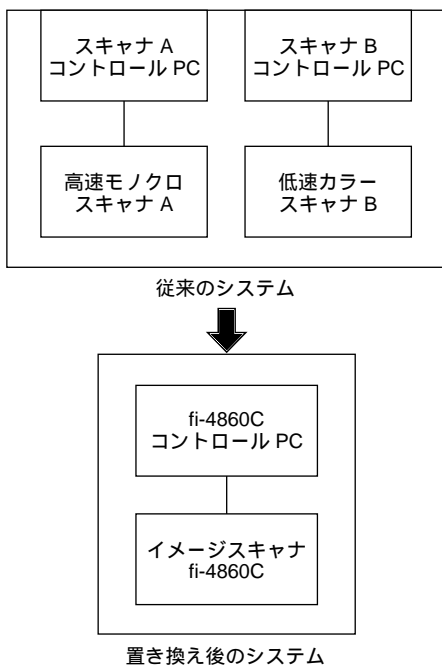 スキャナ A
コントロール PC
スキャナ B
コントロール PC
高速モノクロ
スキャナ A
低速カラー
スキャナ B
従来のシステム
fi-4860C
コントロール PC
イメージスキャナ
fi-4860C
置き換え後のシステム